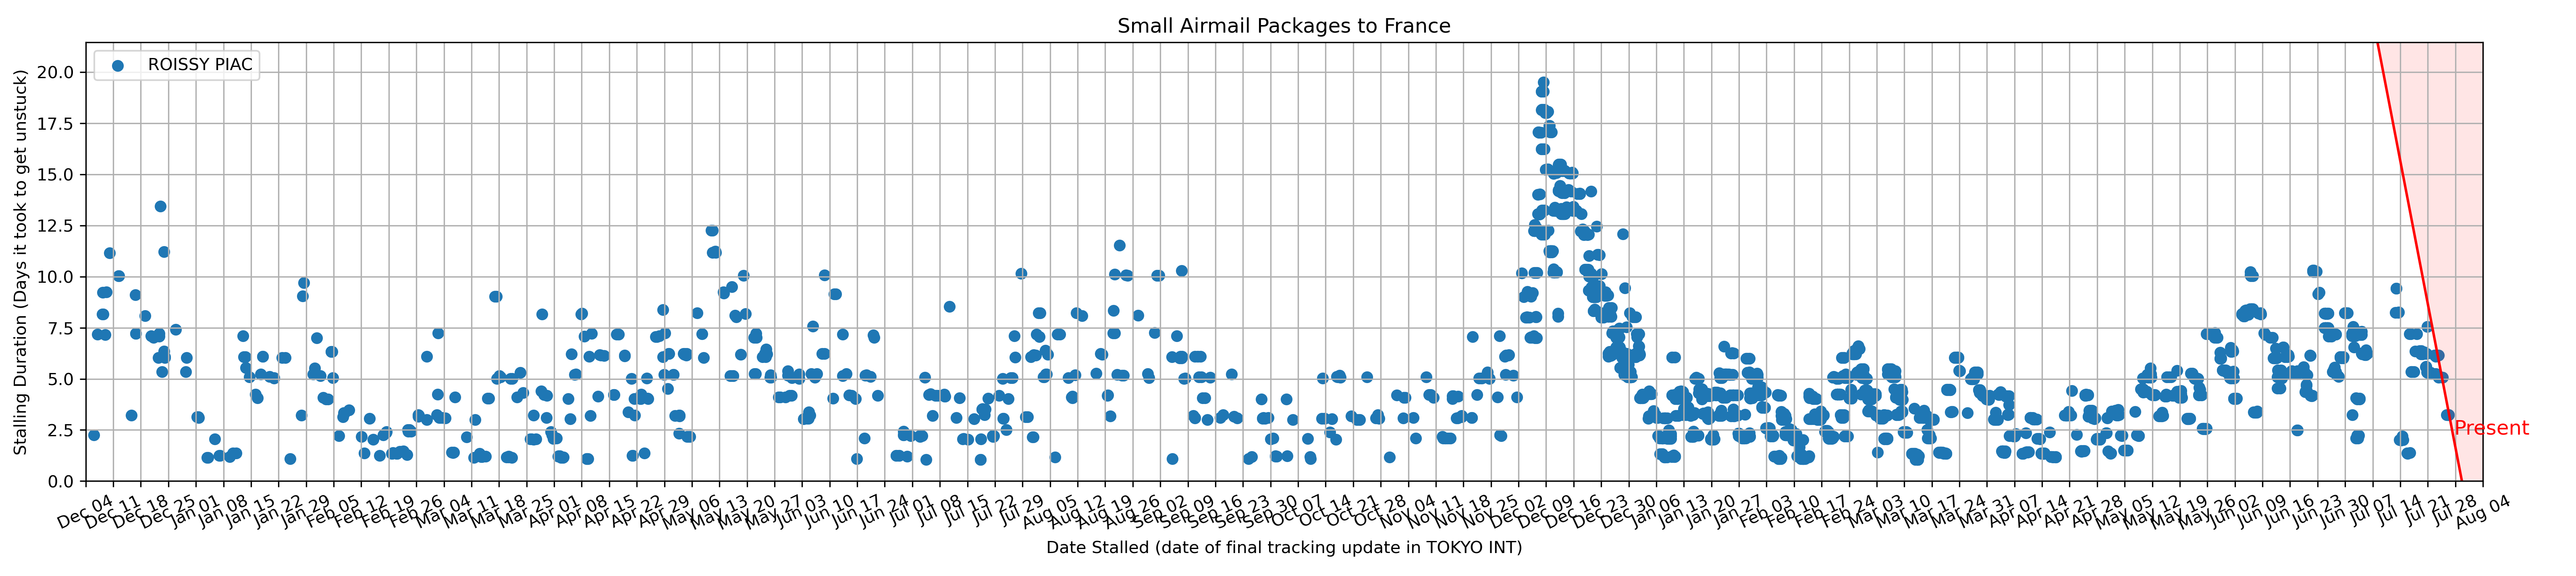 Small Airmail Packages to France
ROISSY PIAC
Stalling Duration (Days it took to get unstuck)
20.0
17.5
15.0
12.5
10.0
7.5
5.0
2.5
0.0
Present
Dec 04 Dec 11 Dec 18 Dec 25 Jan 01 Jan 08 Jan 15 Jan 22 Jan 29 Feb 05 Feb 12 Feb 19 Feb 26 Mar 04 Mar 11 Mar 18 Mar 25 Apr 01 Apr 08 Apr 15 Apr 22 Apr 29 May 06 May 13 May 20 May 27 Jun 03 Jun 10 Jun 17 Jun 24 Jul 01 Jul 08 Jul 15 Jul 22 Jul 29 Aug 05 Aug 12 Aug 19 Aug 26 Sep 02 Sep 09 Sep 16 Sep 23 Sep 30 Oct 07 Oct 14 Oct 21 Oct 28 Nov 04 Nov 11 Nov 18 Nov 25 Dec 02 Dec 09 Dec 16 Dec 23 Dec 30 Jan 06 Jan 13 Jan 20 Jan 27 Feb 03 Feb 10 Feb 17 Feb 24 Mar 03 Mar 10 Mar 17 Mar 24 Mar 31 Apr 07 Apr 14 Apr 21 Apr 28 May 05 May 12 May 19 May 26 Jun 02 Jun 09 Jun 16 Jun 23 Jun 30 Jul 07 Jul 14 Jul 21 Jul 28 Aug 04
Date Stalled (date of final tracking update in TOKYO INT)